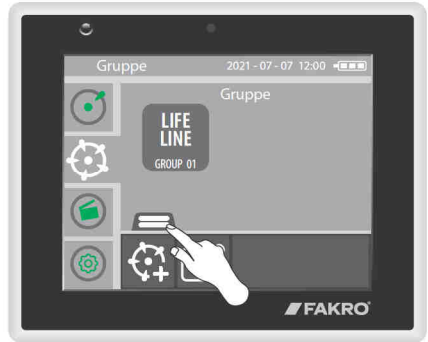 Gruppe 2021 - 07 - 07 12:00
Gruppe
LIFE
LINE
GROUP 01
FAKRO